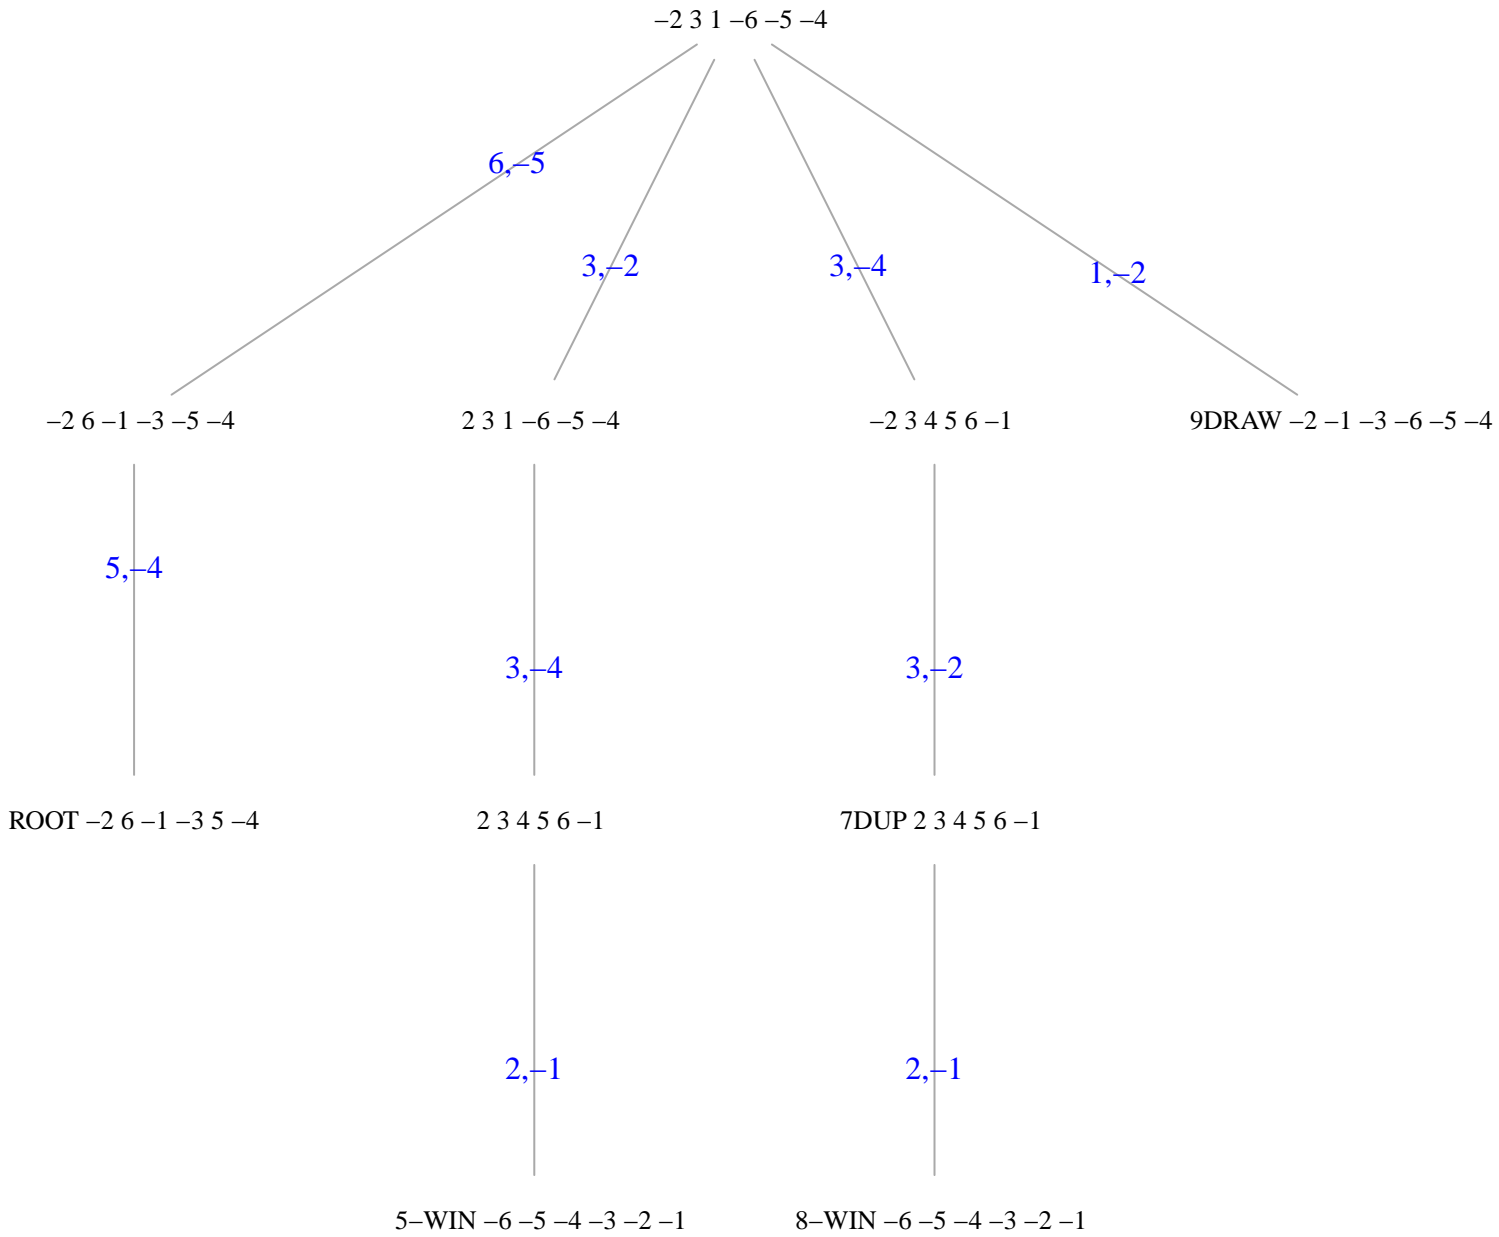 –2 3 1 –6 –5 –4
6,–5
3,–2
3,–4
1,–2
–2 6 –1 –3 –5 –4
2 3 1 –6 –5 –4
–2 3 4 5 6 –1
9DRAW –2 –1 –3 –6 –5 –4
5,–4
3,–4
3,–2
ROOT –2 6 –1 –3 5 –4
2 3 4 5 6 –1
7DUP 2 3 4 5 6 –1
2,–1
2,–1
5–WIN –6 –5 –4 –3 –2 –1
8–WIN –6 –5 –4 –3 –2 –1